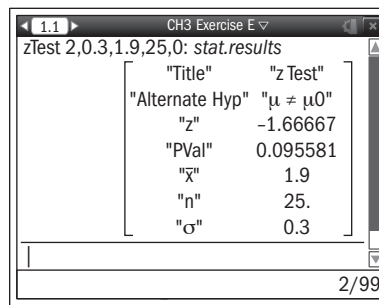 1.1 CH3 Exercise E
zTest 2,0.3,1.9,25,0: stat.results
"Title" "z Test"
"Alternate Hyp" "μ ≠ μ0"
"z" −1.66667
"PVal" 0.095581
"x̅" 1.9
"n" 25.
"σ" 0.3
2/99